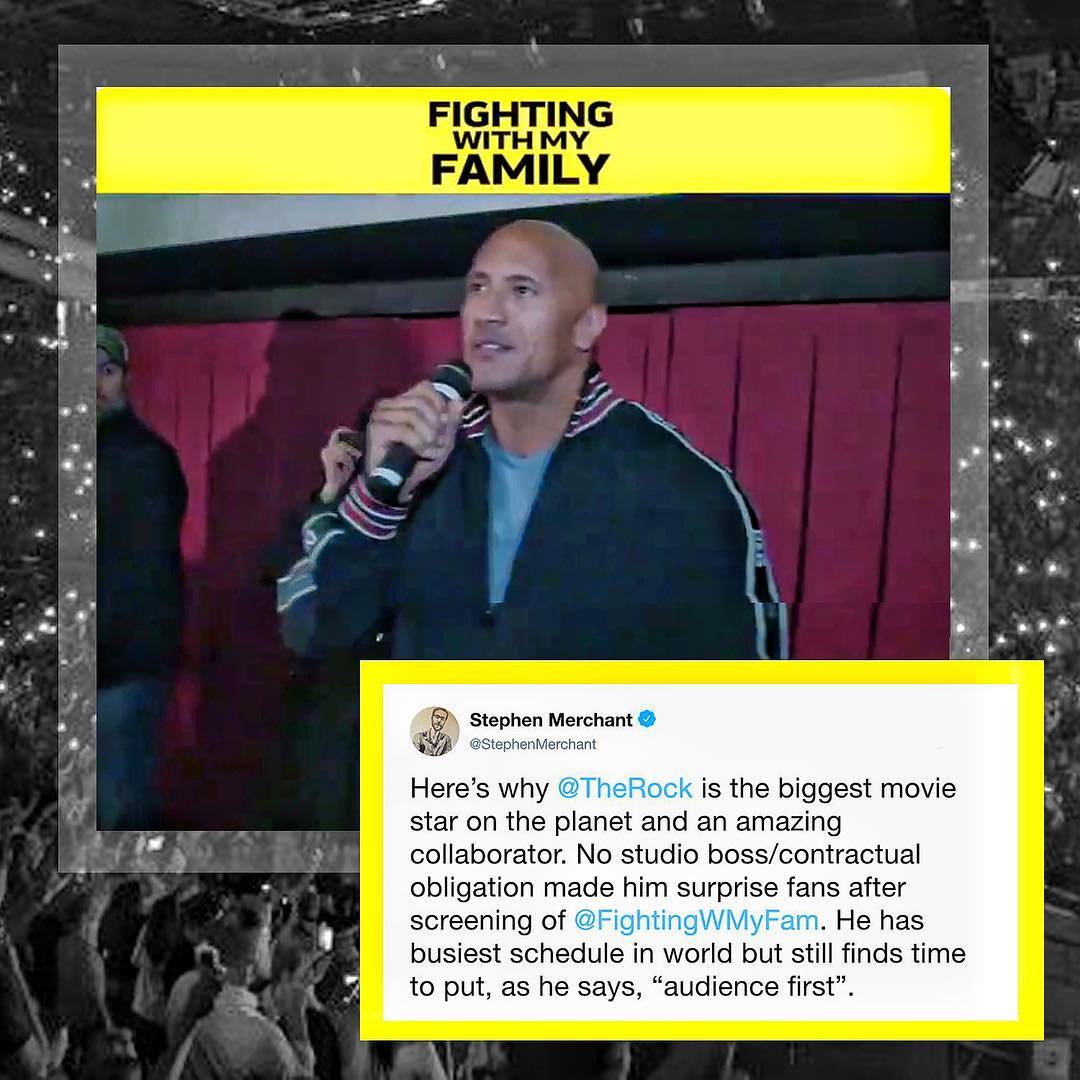 FIGHTING
WITH MY
FAMILY
Stephen Merchant
@StephenMerchant
Here’s why @TheRock is the biggest movie
star on the planet and an amazing
collaborator. No studio boss/contractual
obligation made him surprise fans after
screening of @FightingWMyFam. He has
busiest schedule in world but still finds time
to put, as he says, “audience first”.